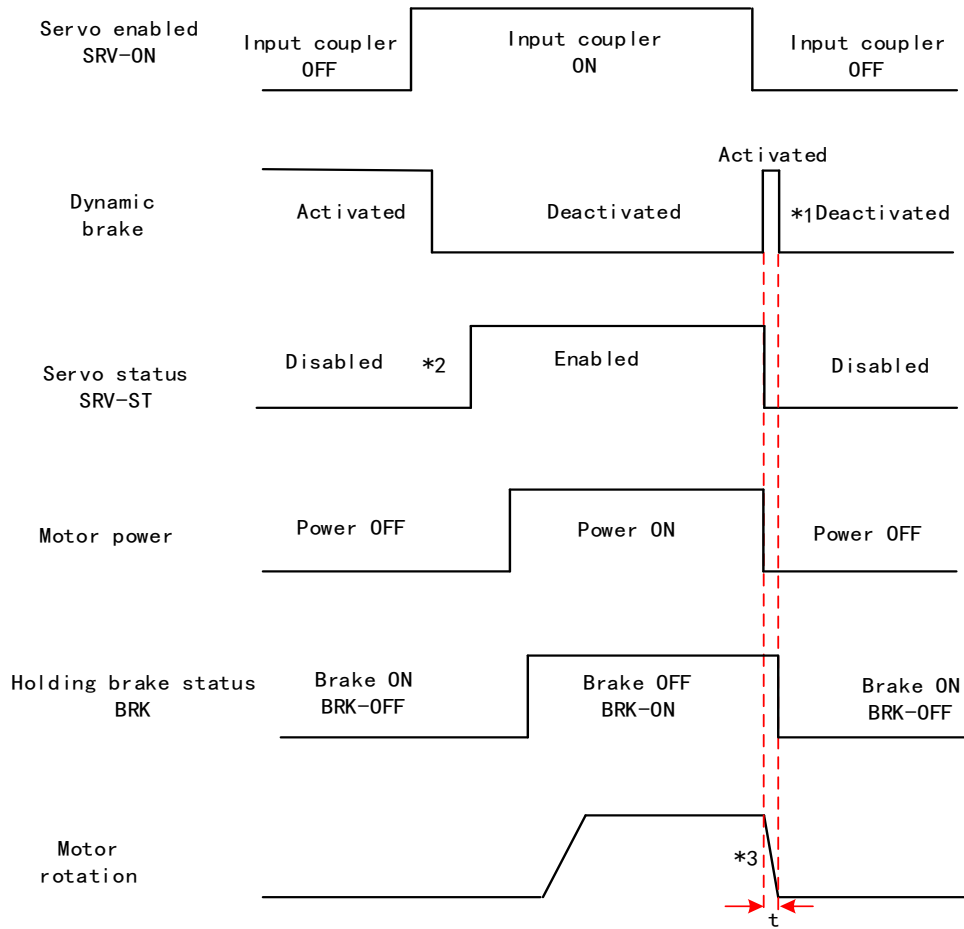 Servo enabled
SRV-ON
Input coupler
OFF
Input coupler
ON
Input coupler
OFF
Dynamic
brake
Activated
Deactivated
Activated
*1Deactivated
Servo status
SRV-ST
Disabled
*2
Enabled
Disabled
Motor power
Power OFF
Power ON
Power OFF
Holding brake status
BRK
Brake ON
BRK-OFF
Brake OFF
BRK-ON
Brake ON
BRK-OFF
Motor
rotation
*3
t